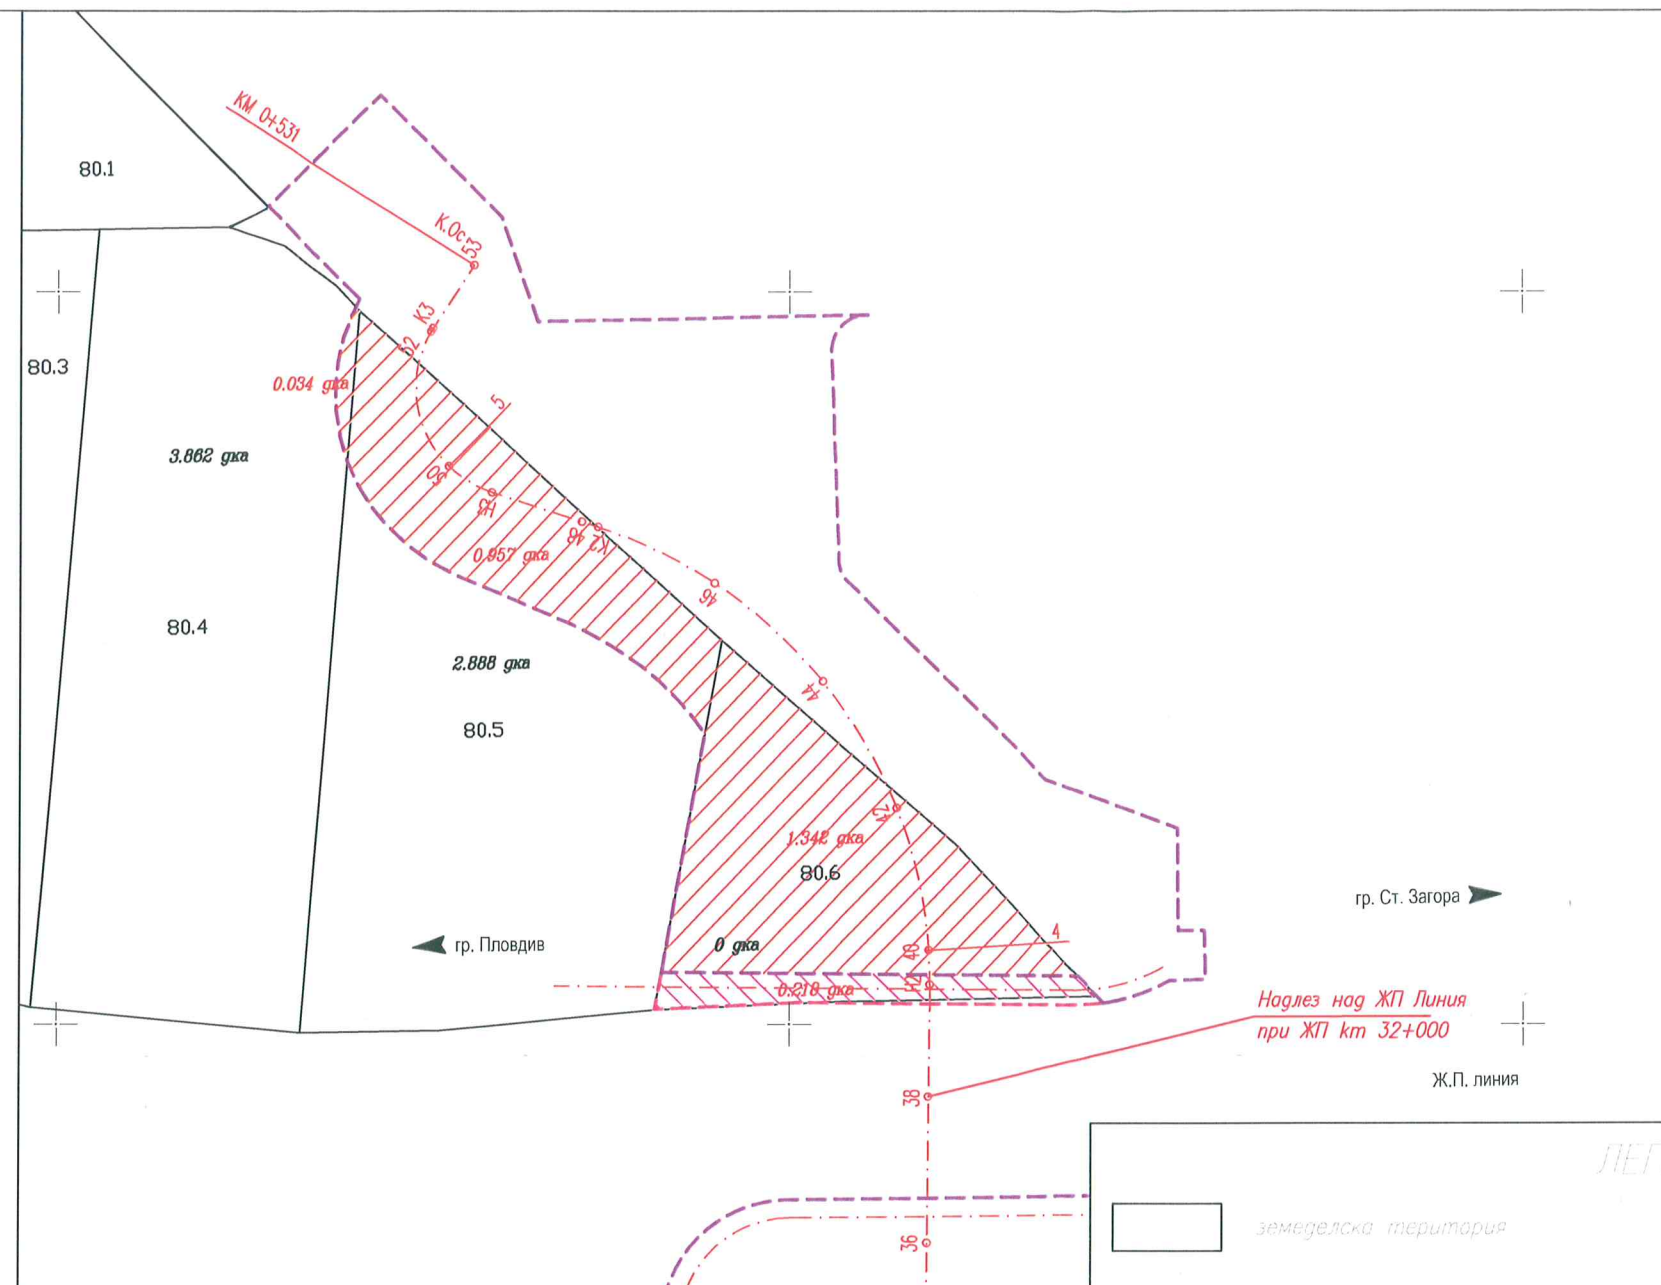 КМ 0+531
80.1
К.Ос
53
К3
52
80.3
0.034 дка
5
3.862 дка
50
Н3
48
К2
0.957 дка
46
80.4
2.888 дка
44
80.5
42
1.342 дка
80.6
гр. Ст. Загора
гр. Пловдив
0 дка
40
4
0.218 дка
Надлез над ЖП Линия
при ЖП km 32+000
Ж.П. линия
38
ЛЕГ
земеделска територия
36